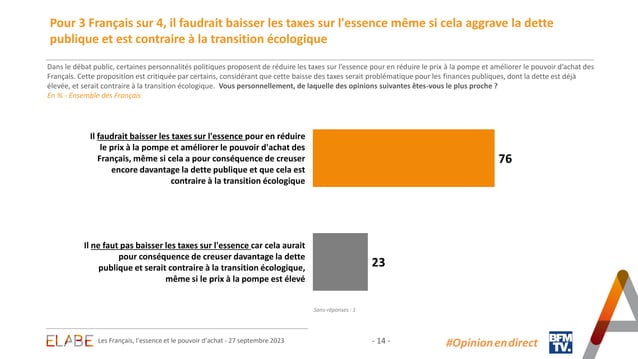 Pour 3 Français sur 4, il faudrait baisser les taxes sur l'essence même si cela aggrave la dette
publique et est contraire à la transition écologique
Dans le débat public, certaines personnalités politiques proposent de réduire les taxes sur l'essence pour en réduire le prix à la pompe et améliorer le pouvoir d'achat des
Français. Cette proposition est critiquée par certains, considérant que cette baisse des taxes serait problématique pour les finances publiques, dont la dette est déjà
élevée, et serait contraire à la transition écologique. Vous personnellement, de laquelle des opinions suivantes êtes-vous le plus proche ?
En % - Ensemble des Français
Il faudrait baisser les taxes sur l'essence pour en réduire
le prix à la pompe et améliorer le pouvoir d'achat des
Français, même si cela a pour conséquence de creuser
encore davantage la dette publique et que cela est
contraire à la transition écologique
76
Il ne faut pas baisser les taxes sur l'essence car cela aurait
pour conséquence de creuser davantage la dette
publique et serait contraire à la transition écologique,
même si le prix à la pompe est élevé
23
Sans réponses : 1
ELABE
Les Français, l'essence et le pouvoir d'achat - 27 septembre 2023
- 14 -
#Opinionendirect
BFM
TV.